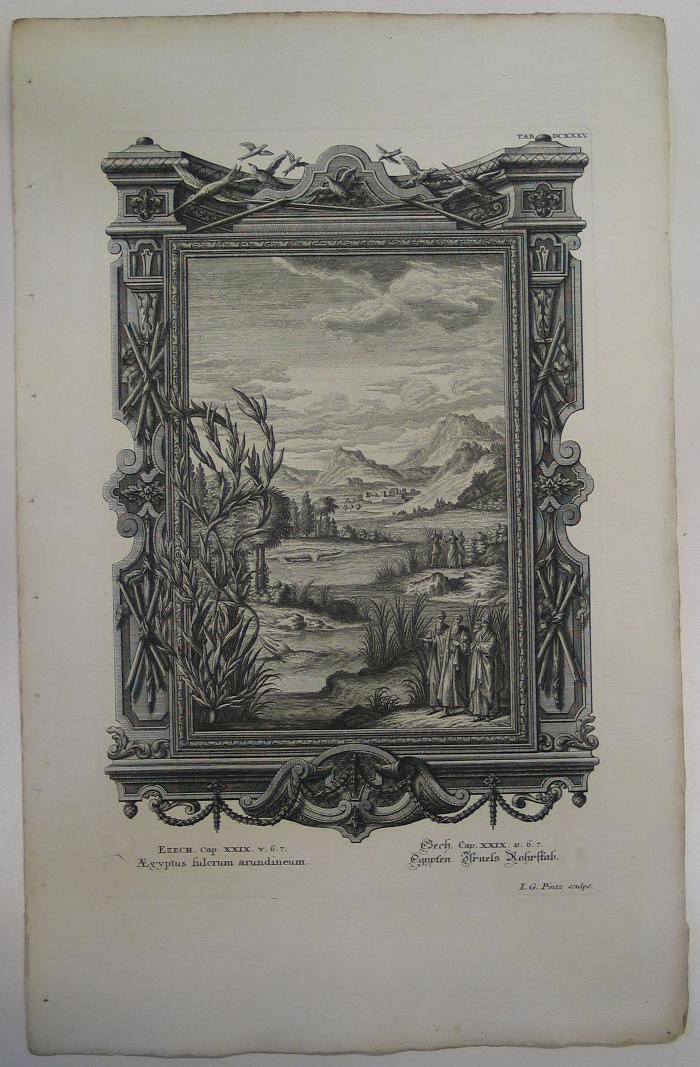 TAB. DCXXXV.
EZECH. Cap. XXIX. v. 6. 7.
Ægyptus fulcrum arundineum.
Ezech. Cap. XXIX. v. 6. 7.
Egypten Israels Rohrstab.
I. G. Pintz sculps.